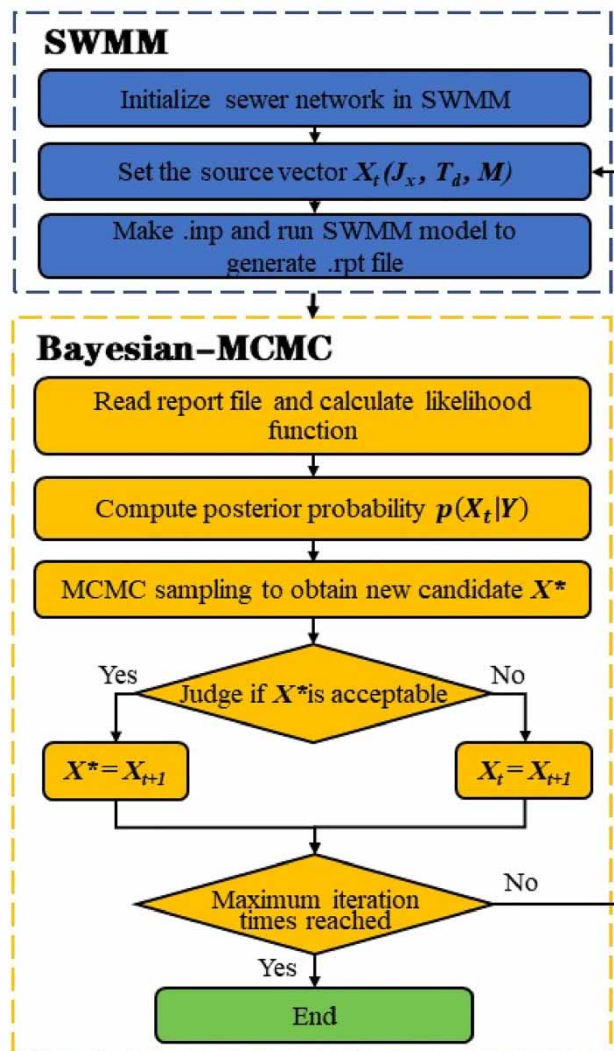 SWMM
Initialize sewer network in SWMM
Set the source vector X_t(J_x, T_d, M)
Make .inp and run SWMM model to
generate .rpt file
Bayesian-MCMC
Read report file and calculate likelihood
function
Compute posterior probability p(X_t|Y)
MCMC sampling to obtain new candidate X*
Yes
No
Judge if X*is acceptable
X*=X_{t+1}
X_t=X_{t+1}
Maximum iteration
times reached
No
Yes
End